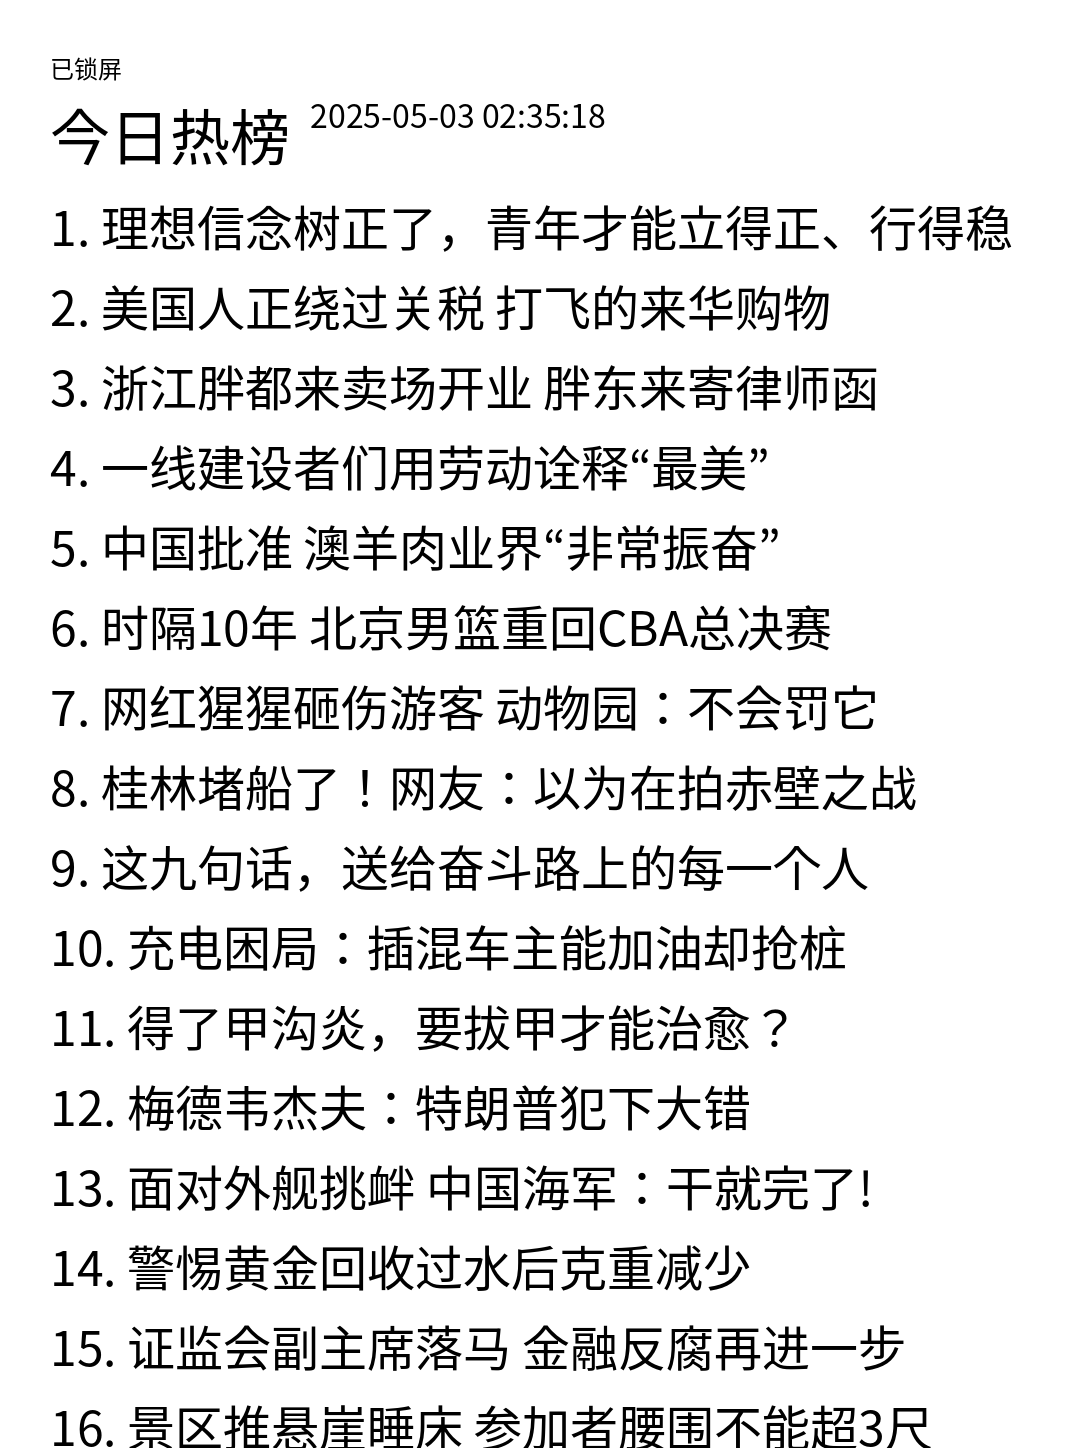 已锁屏
今日热榜 2025-05-03 02:35:18
1. 理想信念树正了，青年才能立得正、行得稳
2. 美国人正绕过关税 打飞的来华购物
3. 浙江胖都来卖场开业 胖东来寄律师函
4. 一线建设者们用劳动诠释“最美”
5. 中国批准 澳羊肉业界“非常振奋”
6. 时隔10年 北京男篮重回CBA总决赛
7. 网红猩猩砸伤游客 动物园：不会罚它
8. 桂林堵船了！网友：以为在拍赤壁之战
9. 这九句话，送给奋斗路上的每一个人
10. 充电困局：插混车主能加油却抢桩
11. 得了甲沟炎，要拔甲才能治愈？
12. 梅德韦杰夫：特朗普犯下大错
13. 面对外舰挑衅 中国海军：干就完了!
14. 警惕黄金回收过水后克重减少
15. 证监会副主席落马 金融反腐再进一步
16. 景区推悬崖睡床 参加者腰围不能超3尺